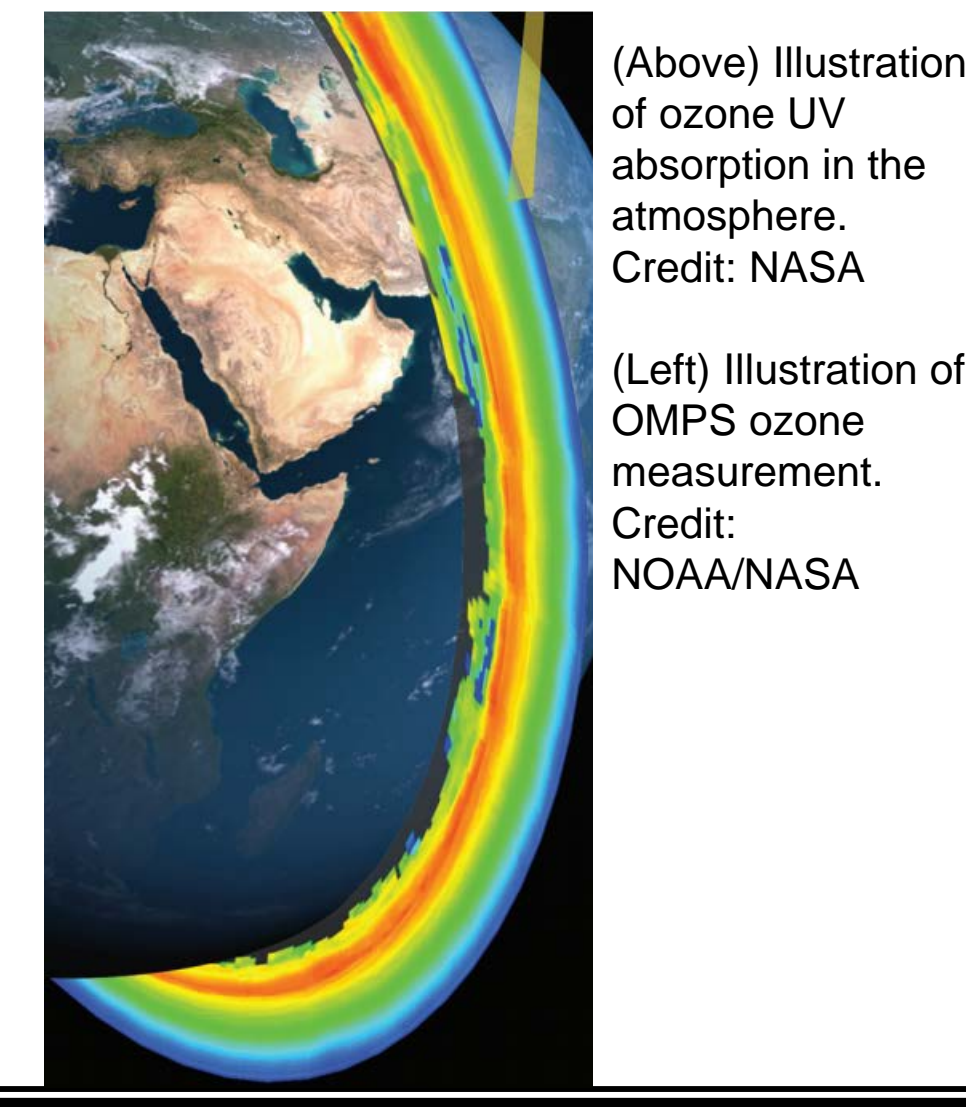 (Above) Illustration
of ozone UV
absorption in the
atmosphere.
Credit: NASA
(Left) Illustration of
OMPS ozone
measurement.
Credit:
NOAA/NASA